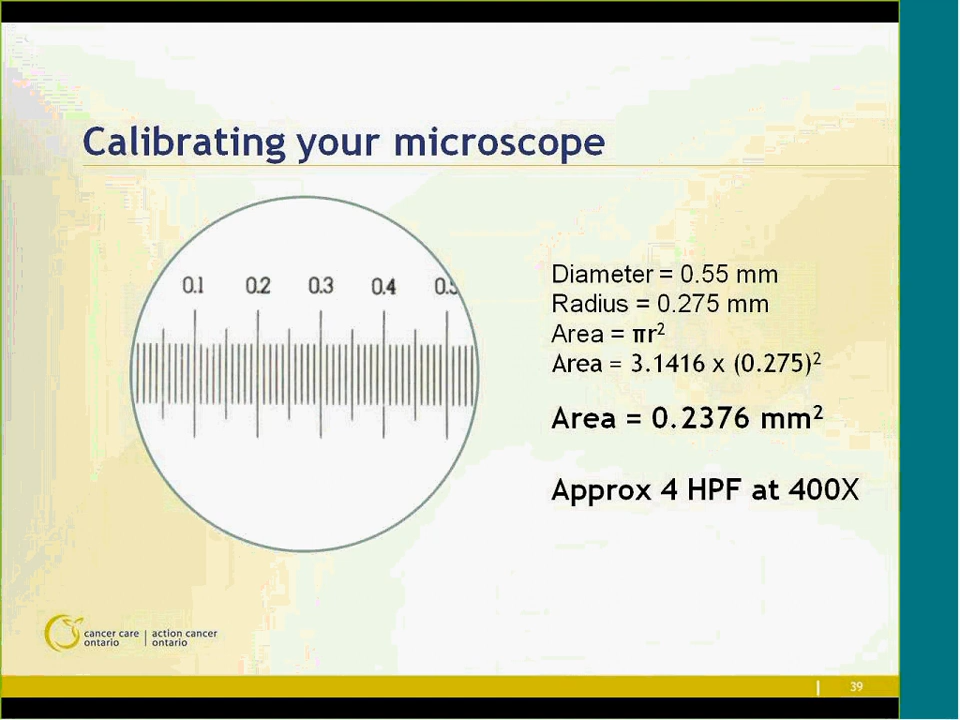 Calibrating your microscope
0.1 0.2 0.3 0.4 0.5
Diameter = 0.55 mm
Radius = 0.275 mm
Area = πr²
Area = 3.1416 x (0.275)²
Area = 0.2376 mm²
Approx 4 HPF at 400X
cancer care | action cancer
ontario | ontario
39